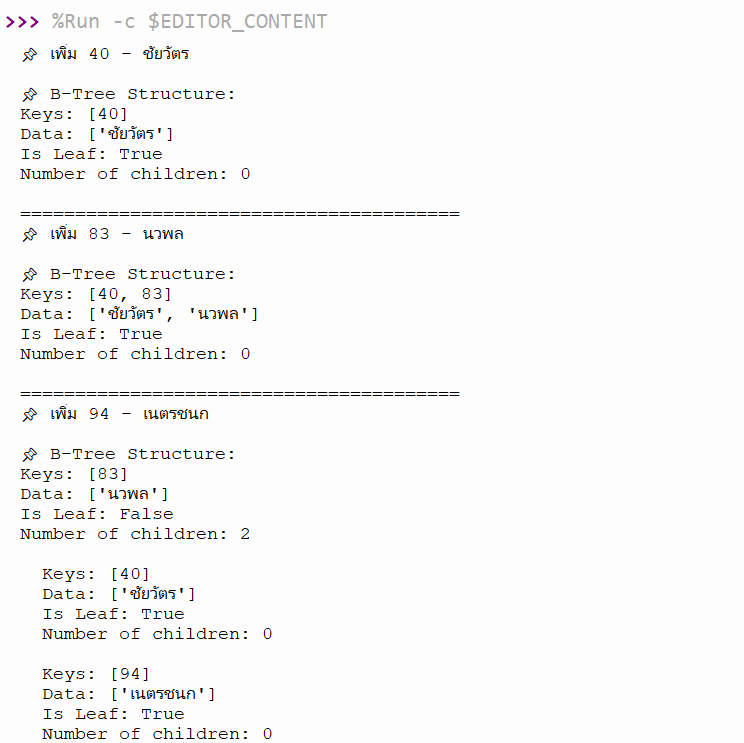 >>> %Run -c $EDITOR_CONTENT
📌 เพิ่ม 40 - ชัยวัตร
📌 B-Tree Structure:
Keys: [40]
Data: ['ชัยวัตร']
Is Leaf: True
Number of children: 0
========================================
📌 เพิ่ม 83 - นวพล
📌 B-Tree Structure:
Keys: [40, 83]
Data: ['ชัยวัตร', 'นวพล']
Is Leaf: True
Number of children: 0
========================================
📌 เพิ่ม 94 - เนตรชนก
📌 B-Tree Structure:
Keys: [83]
Data: ['นวพล']
Is Leaf: False
Number of children: 2
Keys: [40]
Data: ['ชัยวัตร']
Is Leaf: True
Number of children: 0
Keys: [94]
Data: ['เนตรชนก']
Is Leaf: True
Number of children: 0